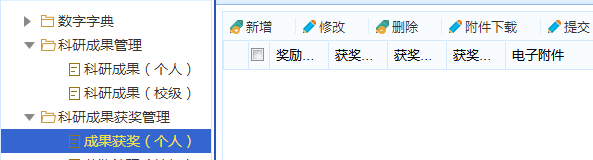 数字字典
科研成果管理
科研成果（个人）
科研成果（校级）
科研成果获奖管理
成果获奖（个人）
新增 修改 删除 附件下载 提交
奖励... 获奖... 获奖... 获奖... 电子附件